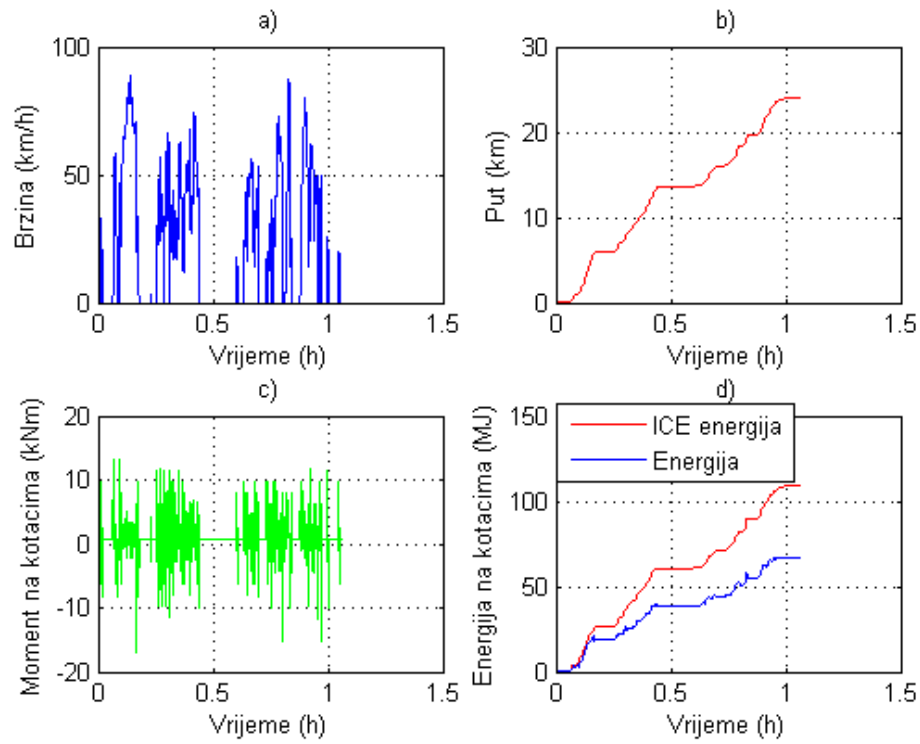 a)
100
50
0
Brzina (km/h)
0
0.5
1
1.5
Vrijeme (h)
b)
30
20
10
0
Put (km)
0
0.5
1
1.5
Vrijeme (h)
c)
20
10
0
-10
-20
Moment na kotacima (kNm)
0
0.5
1
1.5
Vrijeme (h)
d)
150
100
50
0
Energija na kotacima (MJ)
ICE energija
Energija
0
0.5
1
1.5
Vrijeme (h)